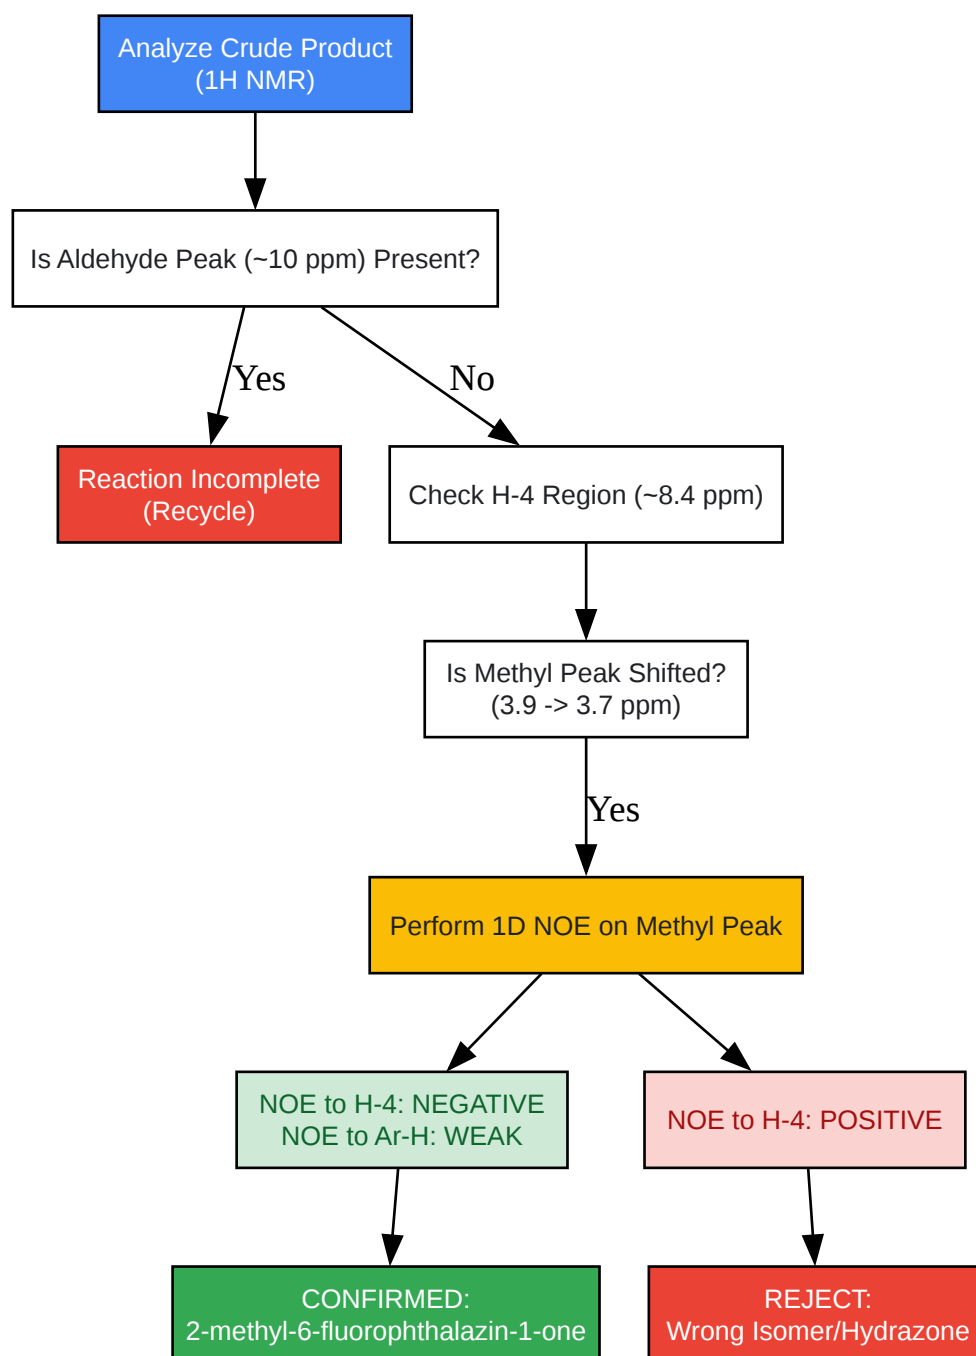 Analyze Crude Product
(1H NMR)
Is Aldehyde Peak (~10 ppm) Present?
Yes
No
Reaction Incomplete
(Recycle)
Check H-4 Region (~8.4 ppm)
Is Methyl Peak Shifted?
(3.9 -> 3.7 ppm)
Yes
Perform 1D NOE on Methyl Peak
NOE to H-4: NEGATIVE
NOE to Ar-H: WEAK
NOE to H-4: POSITIVE
CONFIRMED:
2-methyl-6-fluorophthalazin-1-one
REJECT:
Wrong Isomer/Hydrazone